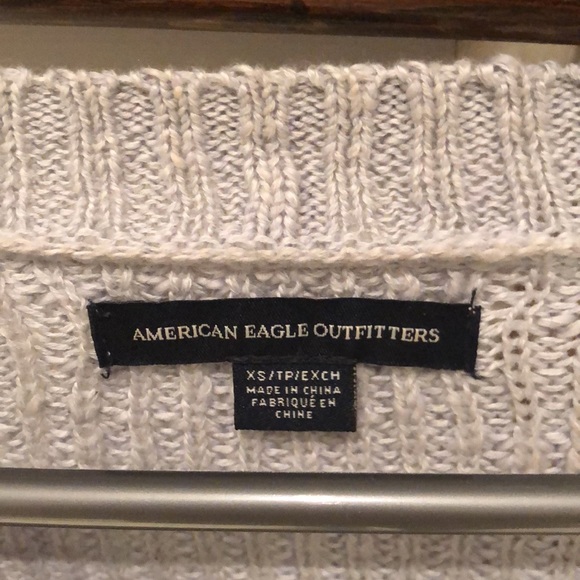 AMERICAN EAGLE OUTFITTERS
XS/TP/EXCH
MADE IN CHINA
FABRIQUÉ EN
CHINE